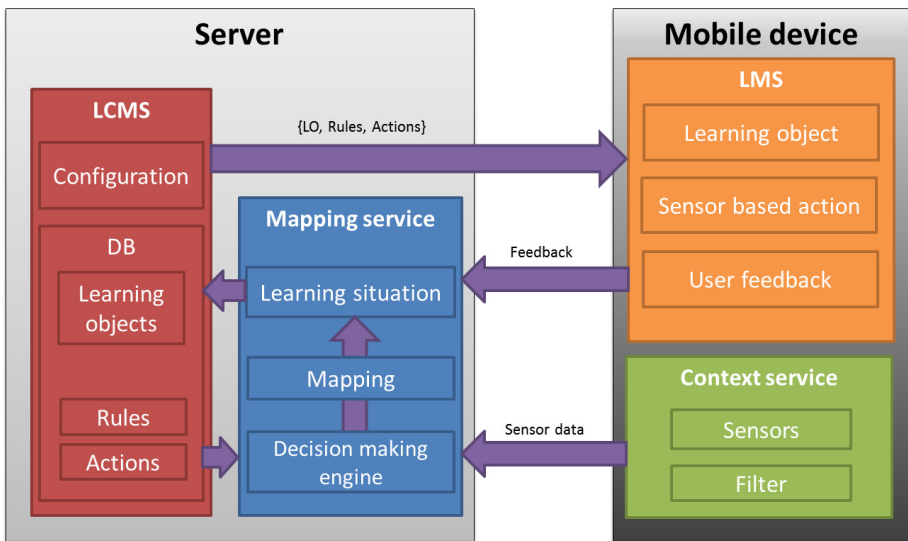 Server
Mobile device
LCMS
Configuration
DB
Learning
objects
Rules
Actions
{LO, Rules, Actions}
Mapping service
Learning situation
Mapping
Decision making
engine
Feedback
Sensor data
LMS
Learning object
Sensor based action
User feedback
Context service
Sensors
Filter